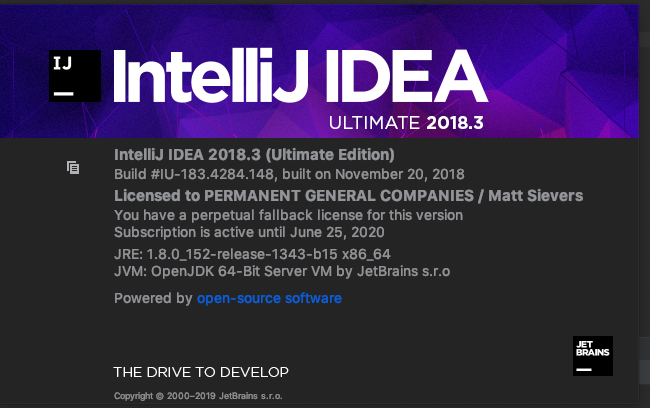 IJ
IntelliJ IDEA
ULTIMATE 2018.3
IntelliJ IDEA 2018.3 (Ultimate Edition)
Build #IU-183.4284.148, built on November 20, 2018
Licensed to PERMANENT GENERAL COMPANIES / Matt Sievers
You have a perpetual fallback license for this version
Subscription is active until June 25, 2020
JRE: 1.8.0_152-release-1343-b15 x86_64
JVM: OpenJDK 64-Bit Server VM by JetBrains s.r.o
Powered by open-source software
JET
BRAINS
THE DRIVE TO DEVELOP
Copyright © 2000–2019 JetBrains s.r.o.